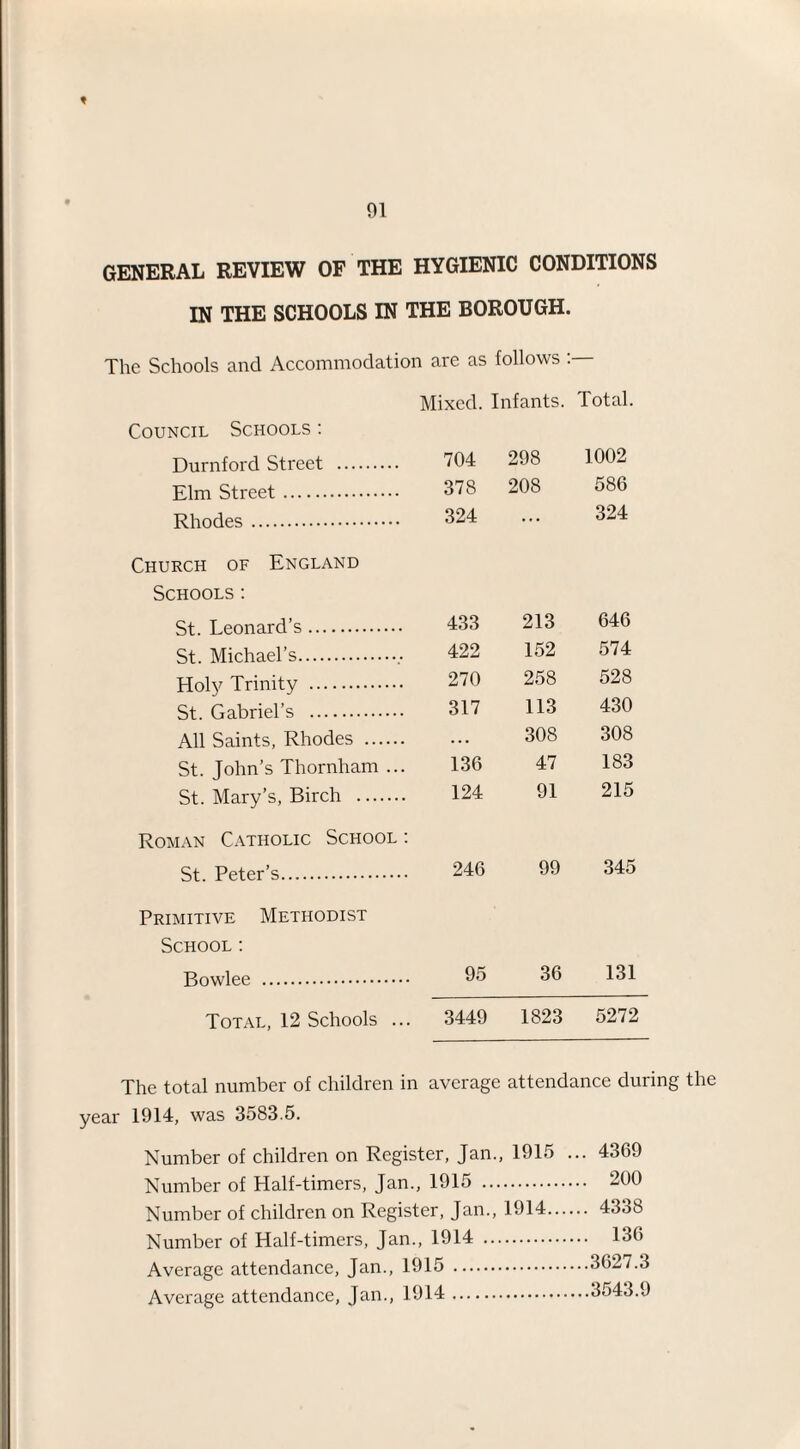 91
GENERAL REVIEW OF THE HYGIENIC CONDITIONS
IN THE SCHOOLS IN THE BOROUGH.
The Schools and Accommodation are as follows :—
Mixed. Infants. Total.
Council Schools :
Durnford Street ......... 704 298 1002
Elm Street .................. 378 208 586
Rhodes ....................... 324 ... 324
Church of England
Schools :
St. Leonard's .............. 433 213 646
St. Michael's................ 422 152 574
Holy Trinity ............... 270 258 528
St. Gabriel's ............... 317 113 430
All Saints, Rhodes ...... ... 308 308
St. John's Thornham ... 136 47 183
St. Mary's, Birch ........ 124 91 215
Roman Catholic School :
St. Peter's.................... 246 99 345
Primitive Methodist
School :
Bowlee ....................... 95 36 131
Total, 12 Schools ... 3449 1823 5272
The total number of children in average attendance during the
year 1914, was 3583.5.
Number of children on Register, Jan., 1915 ... 4369
Number of Half-timers, Jan., 1915 ................. 200
Number of children on Register, Jan., 1914...... 4338
Number of Half-timers, Jan., 1914 ................. 136
Average attendance, Jan., 1915 .....................3627.3
Average attendance, Jan., 1914 .....................3543.9